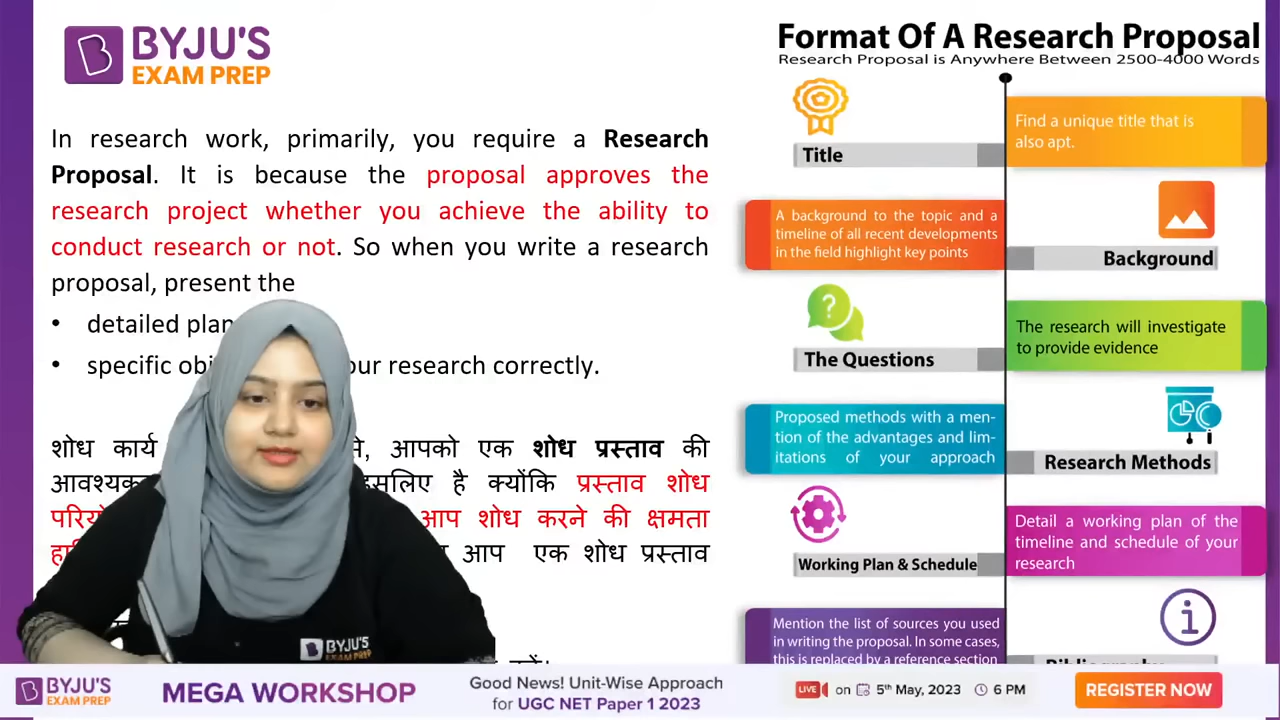 BYJU'S
EXAM PREP
In research work, primarily, you require a Research
Proposal. It is because the proposal approves the
research project whether you achieve the ability to
conduct research or not. So when you write a research
proposal, present the
• detailed plan
• specific our research correctly.
शोध कार्य आपको एक शोध प्रस्ताव की
है क्योंकि प्रस्ताव शोध
आप शोध करने की क्षमता
आप एक शोध प्रस्ताव
Format Of A Research Proposal
Research Proposal is Anywhere Between 2500-4000 Words
Title
Find a unique title that is
also apt.
A background to the topic and a
timeline of all recent developments
in the field highlight key points
Background
The Questions
The research will investigate
to provide evidence
Proposed methods with a men-
tion of the advantages and lim-
itations of your approach
Research Methods
Working Plan & Schedule
Detail a working plan of the
timeline and schedule of your
research
Mention the list of sources you used
in writing the proposal. In some cases,
this is replaced by a reference section
Bibliography
BYJU'S
EXAM PREP
BYJU'S
EXAM PREP
MEGA WORKSHOP
Good News! Unit-Wise Approach
for UGC NET Paper 1 2023
LIVE on 5th May, 2023 6 PM
REGISTER NOW